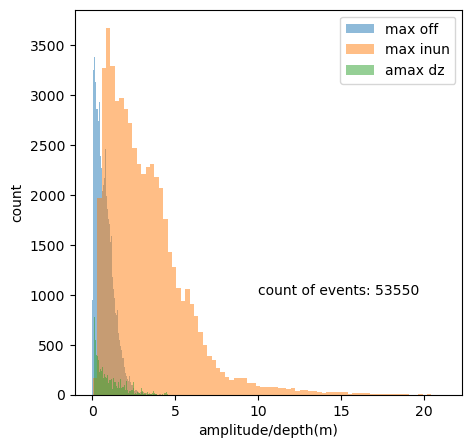 max off
max inun
amax dz
3500
3000
2500
2000
1500
1000
500
0
count
count of events: 53550
0 5 10 15 20
amplitude/depth(m)